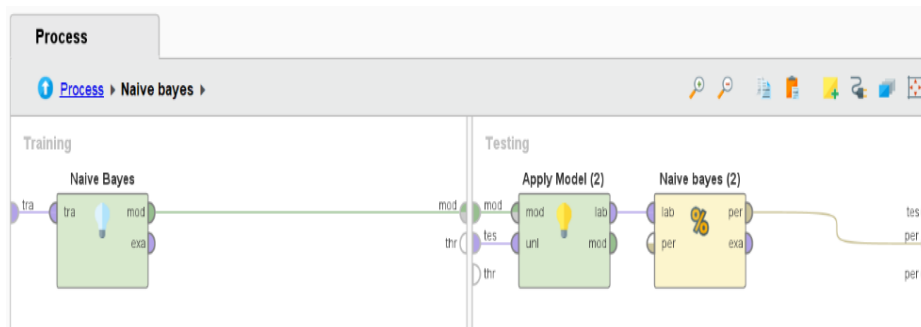 Process
Process Naive bayes
Training
Testing
Naive Bayes
Apply Model (2)
Naive bayes (2)
tra
tra
mod
exa
mod
thr
mod
tes
thr
mod
unl
lab
mod
lab
per
per
exa
tes
per
per
%